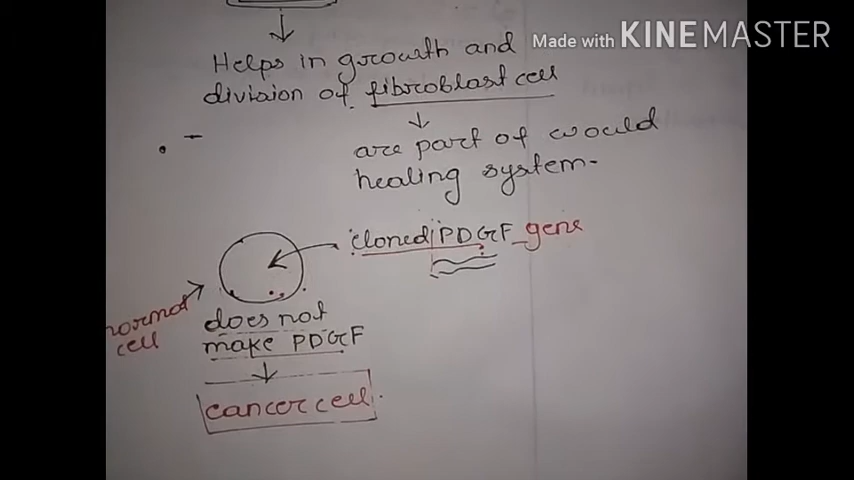 Made with KINEMASTER
Helps in growth and
division of fibroblast cell
are part of would
healing system-
cloned PDGF gene
normal
cell
does not
make PDGF
cancer cell